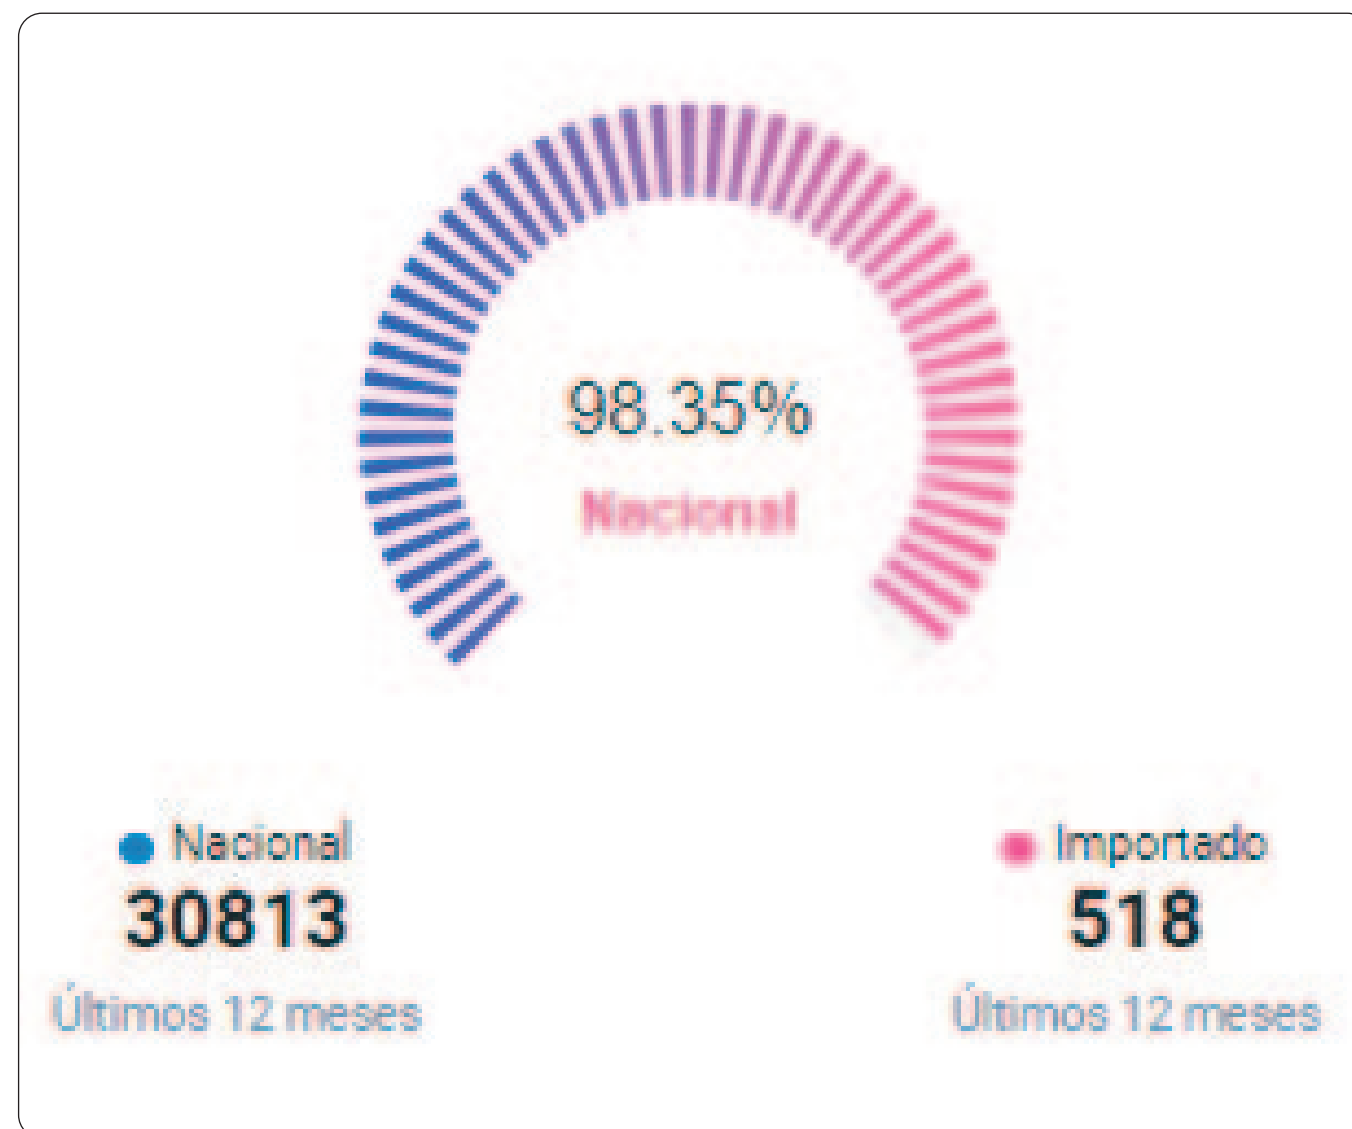 98.35%
Nacional
Nacional
30813
Últimos 12 meses
Importado
518
Últimos 12 meses